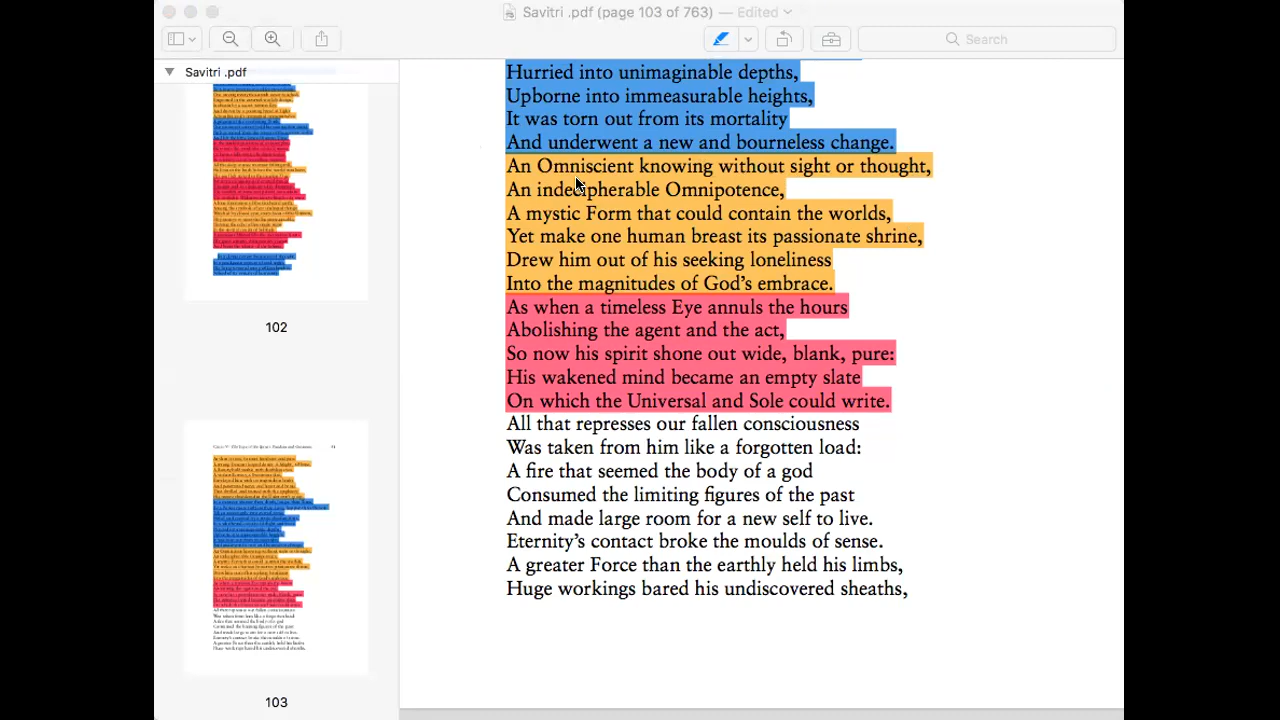 Savitri .pdf (page 103 of 763) — Edited
Search
Savitri .pdf
102
103
Hurried into unimaginable depths,
Upborne into immeasurable heights,
It was torn out from its mortality
And underwent a new and bourneless change.
An Omniscient knowing without sight or thought,
An indecipherable Omnipotence,
A mystic Form that could contain the worlds,
Yet make one human breast its passionate shrine,
Drew him out of his seeking loneliness
Into the magnitudes of God’s embrace.
As when a timeless Eye annuls the hours
Abolishing the agent and the act,
So now his spirit shone out wide, blank, pure:
His wakened mind became an empty slate
On which the Universal and Sole could write.
All that represses our fallen consciousness
Was taken from him like a forgotten load:
A fire that seemed the body of a god
Consumed the limiting figures of the past
And made large room for a new self to live.
Eternity’s contact broke the moulds of sense.
A greater Force than the earthly held his limbs,
Huge workings bared his undiscovered sheaths,